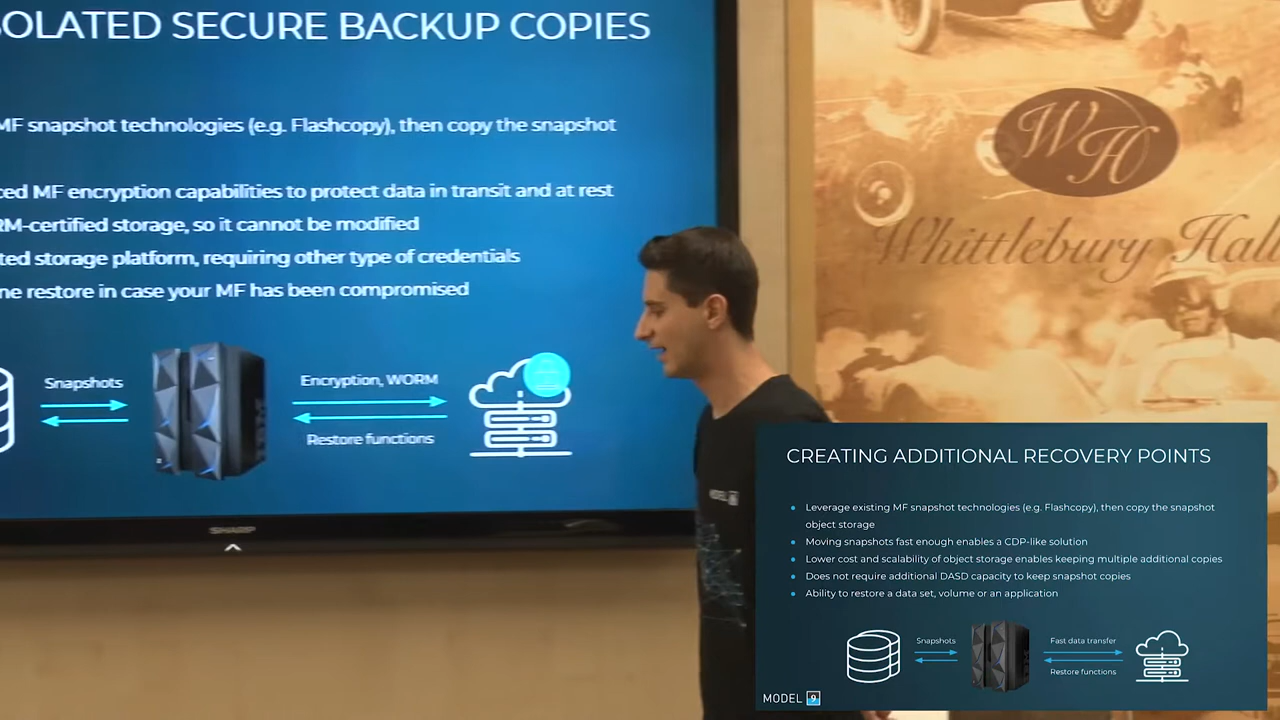 SOLATED SECURE BACKUP COPIES
MF snapshot technologies (e.g. Flashcopy), then copy the snapshot
ced MF encryption capabilities to protect data in transit and at rest
RM-certified storage, so it cannot be modified
ted storage platform, requiring other type of credentials
ne restore in case your MF has been compromised
Snapshots
Encryption, WORM
Restore functions
SHARP
WH
Whittlebury Hall
MODEL 9
CREATING ADDITIONAL RECOVERY POINTS
Leverage existing MF snapshot technologies (e.g. Flashcopy), then copy the snapshot
object storage
Moving snapshots fast enough enables a CDP-like solution
Lower cost and scalability of object storage enables keeping multiple additional copies
Does not require additional DASD capacity to keep snapshot copies
Ability to restore a data set, volume or an application
Snapshots
Fast data transfer
Restore functions
MODEL 9